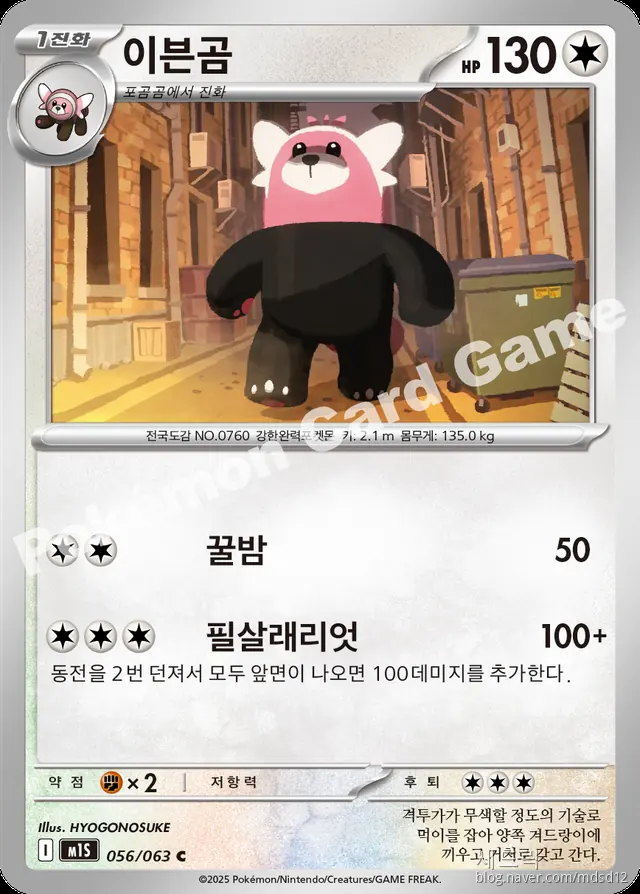 1진화
이븐곰
HP 130
포곰곰에서 진화
전국도감 NO.0760 강한완력포켓몬 키: 2.1 m 몸무게: 135.0 kg
Pokémon Card Game
꿀밤 50
필살래리엇 100+
동전을 2번 던져서 모두 앞면이 나오면 100데미지를 추가한다.
약점 ×2 저항력 후퇴
Illus. HYOGONOSUKE
I M1S 056/063 C
격투가가 무색할 정도의 기술로
먹이를 잡아 양쪽 겨드랑이에
끼우고 거처로 갖고 간다.
blog.naver.com/mdsd12
©2025 Pokémon/Nintendo/Creatures/GAME FREAK.